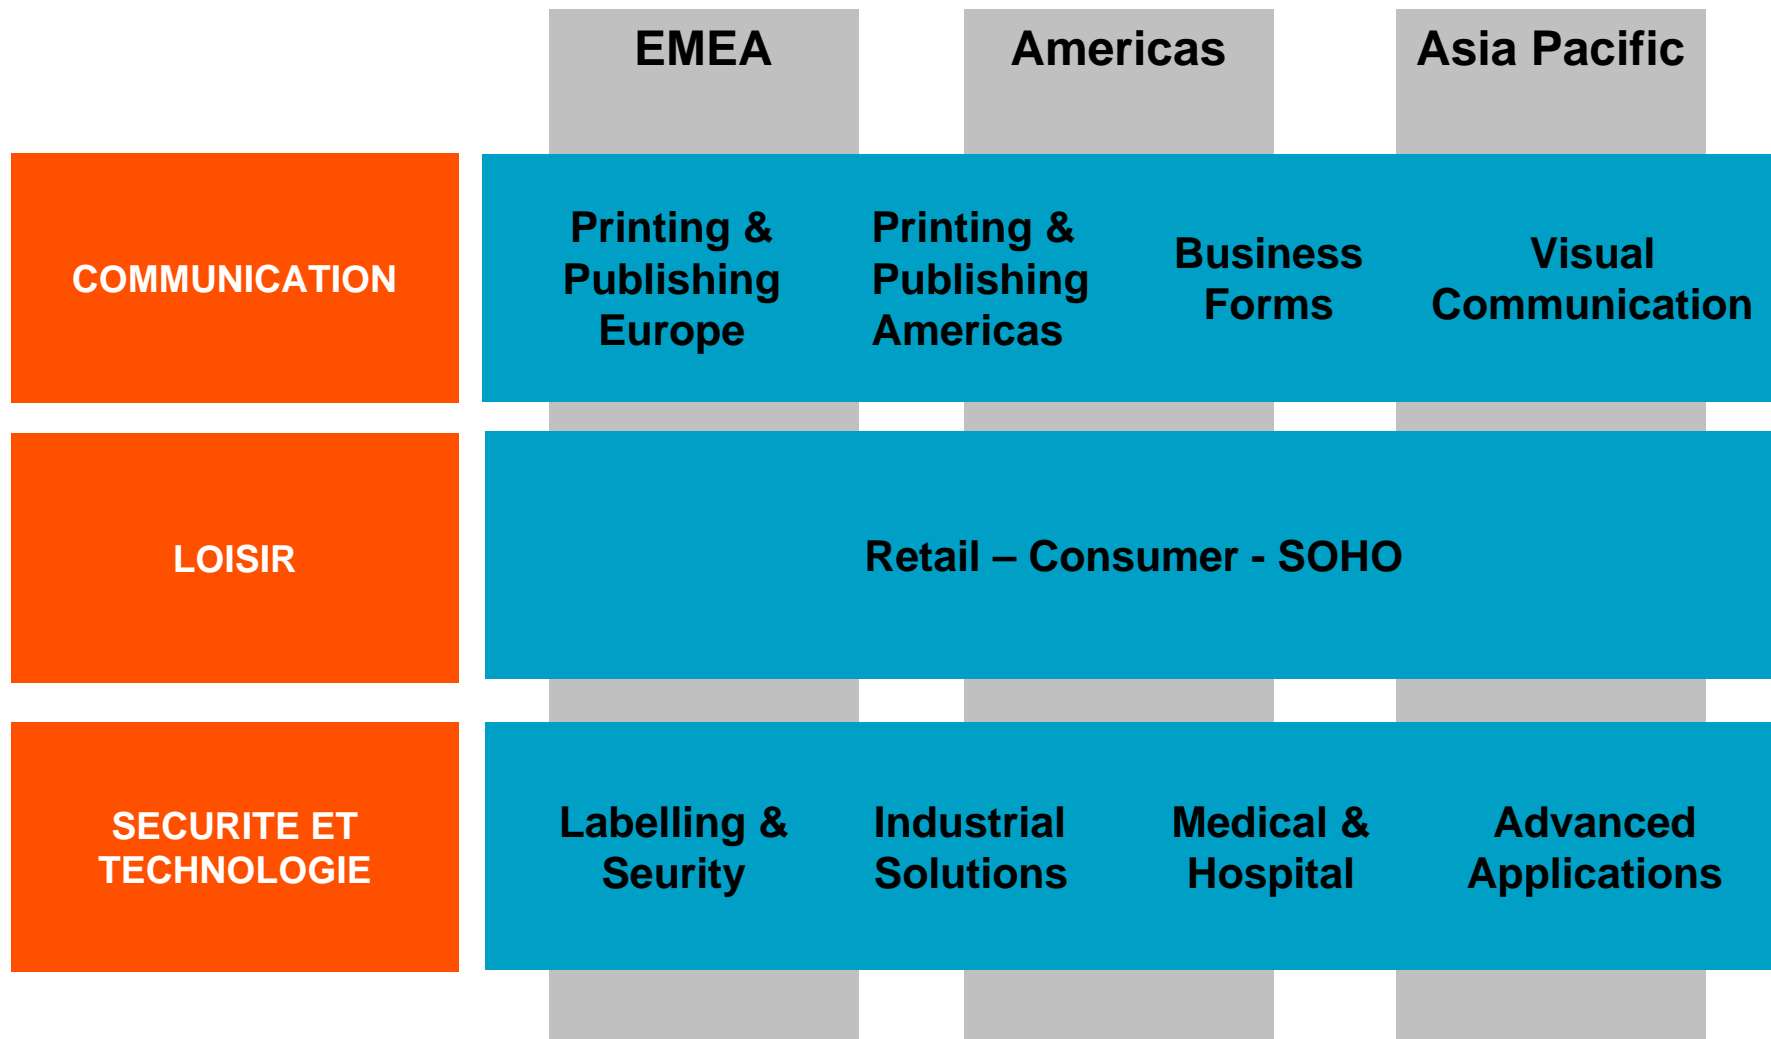 EMEA
Americas
Asia Pacific
COMMUNICATION
Printing &
Publishing
Europe
Printing &
Publishing
Americas
Business
Forms
Visual
Communication
LOISIR
Retail – Consumer - SOHO
SECURITE ET
TECHNOLOGIE
Labelling &
Seurity
Industrial
Solutions
Medical &
Hospital
Advanced
Applications